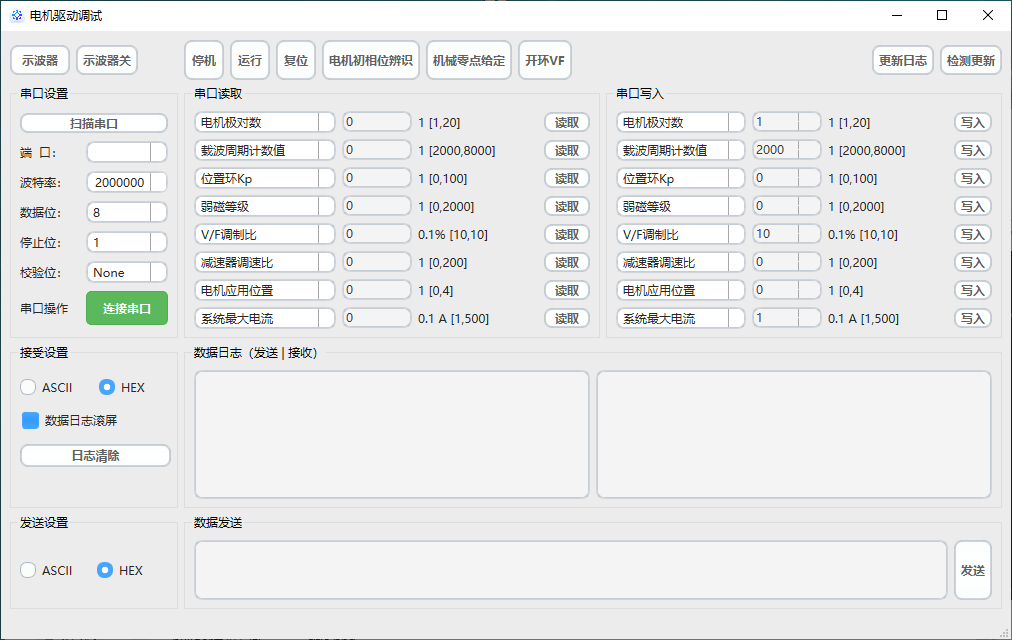 电机驱动调试
示波器 示波器关 停机 运行 复位 电机初相位辨识 机械零点给定 开环VF 更新日志 检测更新
串口设置
扫描串口
端 口:
波特率: 2000000
数据位: 8
停止位: 1
校验位: None
串口操作 连接串口
串口读取
电机极对数 0 1 [1,20] 读取
载波周期计数值 0 1 [2000,8000] 读取
位置环Kp 0 1 [0,100] 读取
弱磁等级 0 1 [0,2000] 读取
V/F调制比 0 0.1% [10,10] 读取
减速器调速比 0 1 [0,200] 读取
电机应用位置 0 1 [0,4] 读取
系统最大电流 0 0.1 A [1,500] 读取
串口写入
电机极对数 1 1 [1,20] 写入
载波周期计数值 2000 1 [2000,8000] 写入
位置环Kp 0 1 [0,100] 写入
弱磁等级 0 1 [0,2000] 写入
V/F调制比 10 0.1% [10,10] 写入
减速器调速比 0 1 [0,200] 写入
电机应用位置 0 1 [0,4] 写入
系统最大电流 1 0.1 A [1,500] 写入
接受设置
ASCII HEX
数据日志滚屏
日志清除
数据日志（发送 | 接收）
发送设置
ASCII HEX
数据发送
发送